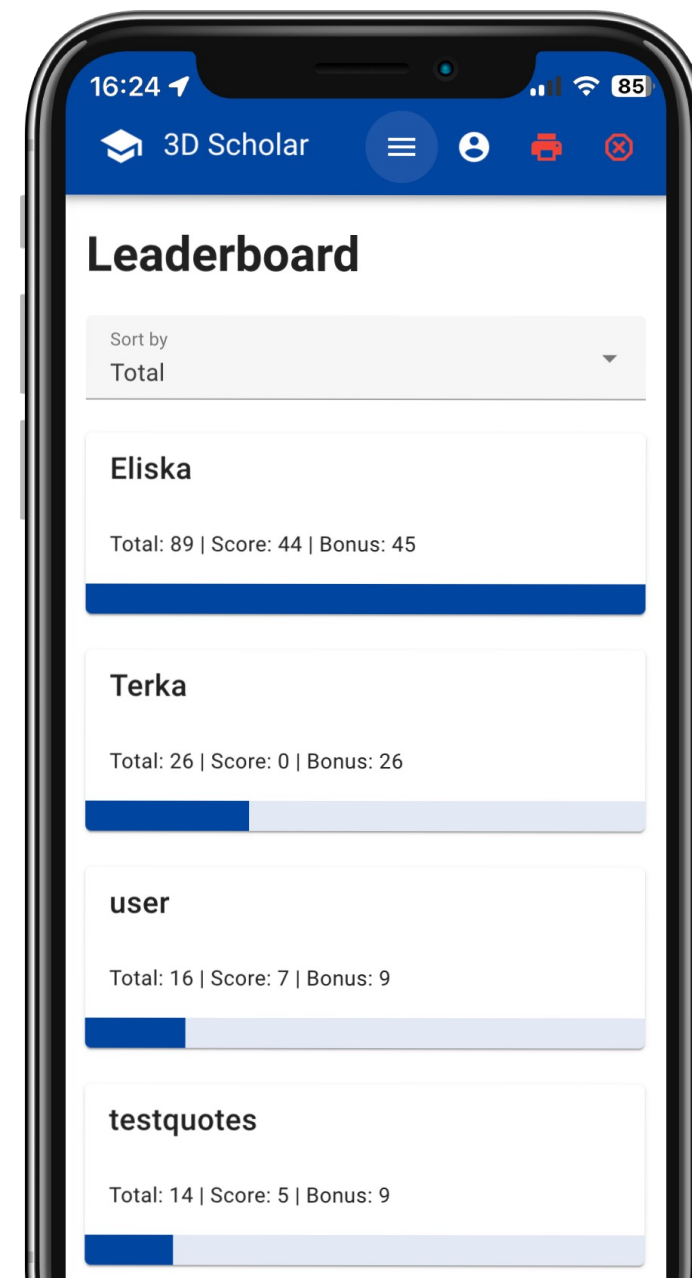 16:24
85
3D Scholar
Leaderboard
Sort by
Total
Eliska
Total: 89 | Score: 44 | Bonus: 45
Terka
Total: 26 | Score: 0 | Bonus: 26
user
Total: 16 | Score: 7 | Bonus: 9
testquotes
Total: 14 | Score: 5 | Bonus: 9